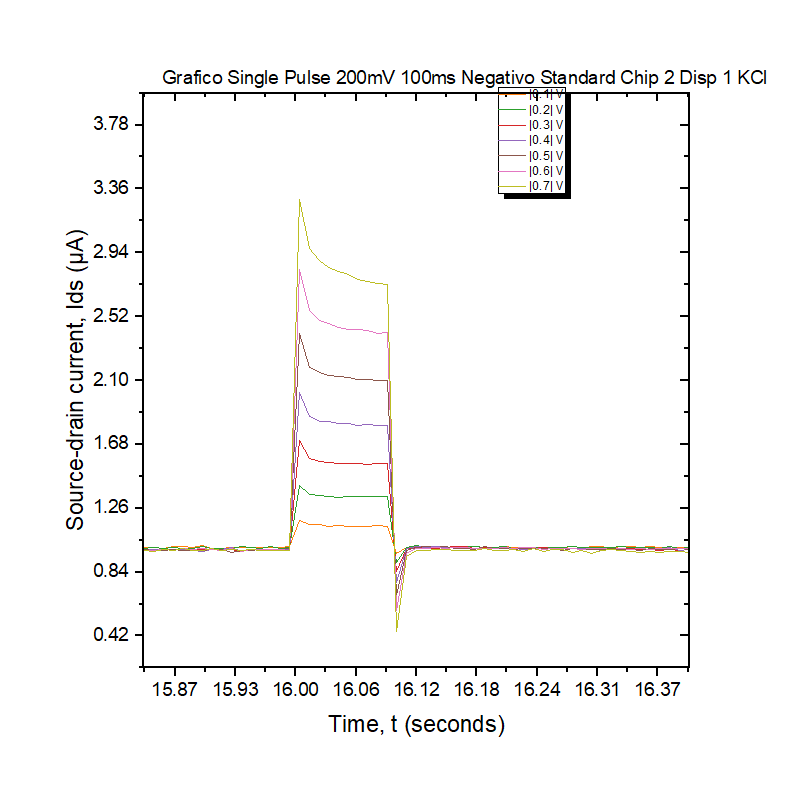 Grafico Single Pulse 200mV 100ms Negativo Standard Chip 2 Disp 1 KCl
|0.1| V
|0.2| V
|0.3| V
|0.4| V
|0.5| V
|0.6| V
|0.7| V
3.78
3.36
2.94
2.52
2.10
1.68
1.26
0.84
0.42
Source-drain current, Ids (µA)
15.87 15.93 16.00 16.06 16.12 16.18 16.24 16.31 16.37
Time, t (seconds)